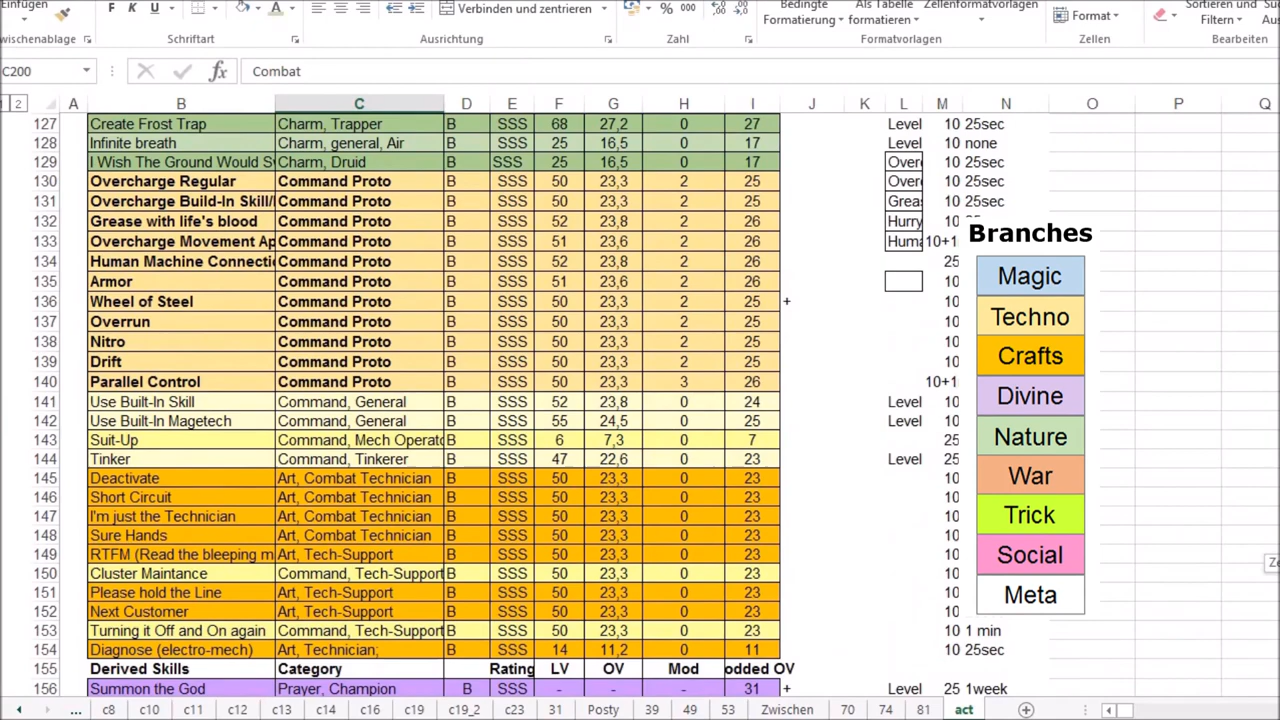 Einfügen F K U A Verbinden und zentrieren % 000 Bedingte Als Tabelle Zellenformatvorlagen Format Sortieren und
Formatierung formatieren Filtern
wischenablage Schriftart Ausrichtung Zahl Formatvorlagen Zellen Bearbeiten
C200 fx Combat
1 2 A B C D E F G H I J K L M N O P Q
127 Create Frost Trap Charm, Trapper B SSS 68 27,2 0 27 Level 10 25sec
128 Infinite breath Charm, general, Air B SSS 25 16,5 0 17 Level 10 none
129 I Wish The Ground Would Sw Charm, Druid B SSS 25 16,5 0 17 Over 10 25sec
130 Overcharge Regular Command Proto B SSS 50 23,3 2 25 Over 10 25sec
131 Overcharge Build-In Skill/ Command Proto B SSS 50 23,3 2 25 Grea 10 25sec
132 Grease with life's blood Command Proto B SSS 52 23,8 2 26 Hurry 10
133 Overcharge Movement Ap Command Proto B SSS 51 23,6 2 26 Huma 10+1
134 Human Machine Connectio Command Proto B SSS 52 23,8 2 26 25
135 Armor Command Proto B SSS 51 23,6 2 26 10
136 Wheel of Steel Command Proto B SSS 50 23,3 2 25 + 10
137 Overrun Command Proto B SSS 50 23,3 2 25 10
138 Nitro Command Proto B SSS 50 23,3 2 25 10
139 Drift Command Proto B SSS 50 23,3 2 25 10
140 Parallel Control Command Proto B SSS 50 23,3 3 26 10+1
141 Use Built-In Skill Command, General B SSS 52 23,8 0 24 Level 10
142 Use Built-In Magetech Command, General B SSS 55 24,5 0 25 Level 10
143 Suit-Up Command, Mech Operato B SSS 6 7,3 0 7 25
144 Tinker Command, Tinkerer B SSS 47 22,6 0 23 Level 25
145 Deactivate Art, Combat Technician B SSS 50 23,3 0 23 10
146 Short Circuit Art, Combat Technician B SSS 50 23,3 0 23 10
147 I'm just the Technician Art, Combat Technician B SSS 50 23,3 0 23 10
148 Sure Hands Art, Combat Technician B SSS 50 23,3 0 23 10
149 RTFM (Read the bleeping m Art, Tech-Support B SSS 50 23,3 0 23 10
150 Cluster Maintance Command, Tech-Support B SSS 50 23,3 0 23 10
151 Please hold the Line Art, Tech-Support B SSS 50 23,3 0 23 10
152 Next Customer Art, Tech-Support B SSS 50 23,3 0 23 10
153 Turning it Off and On again Command, Tech-Support B SSS 50 23,3 0 23 10 1 min
154 Diagnose (electro-mech) Art, Technician; B SSS 14 11,2 0 11 10 25sec
155 Derived Skills Category Rating LV OV Mod odded OV
156 Summon the God Prayer, Champion B SSS - - - 31 + Level 25 1week
Branches
Magic
Techno
Crafts
Divine
Nature
War
Trick
Social
Meta
... c8 c10 c11 c12 c13 c14 c16 c19 c19_2 c23 31 Posty 39 49 53 Zwischen 70 74 81 act